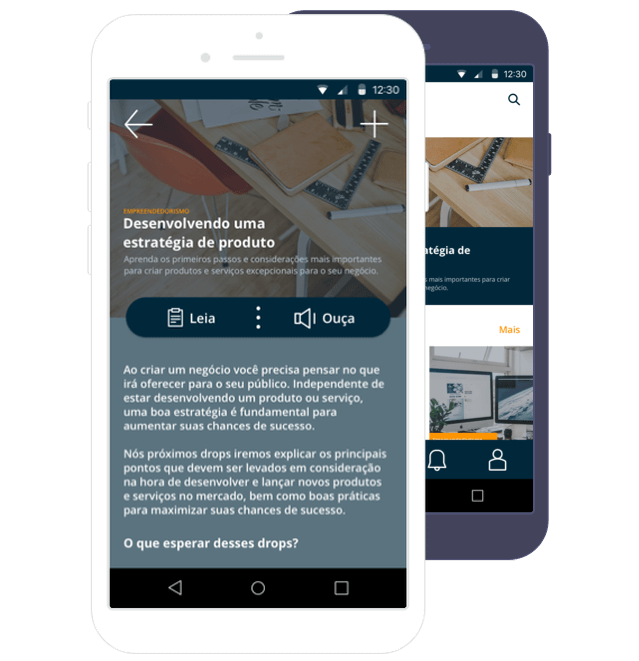 12:30
EMPREENDEDORISMO
Desenvolvendo uma
estratégia de produto
Aprenda os primeiros passos e considerações mais importantes
para criar produtos e serviços excepcionais para o seu negócio.
Leia
Ouça
Ao criar um negócio você precisa pensar no que
irá oferecer para o seu público. Independente de
estar desenvolvendo um produto ou serviço,
uma boa estratégia é fundamental para
aumentar suas chances de sucesso.
Nós próximos drops iremos explicar os principais
pontos que devem ser levados em consideração
na hora de desenvolver e lançar novos produtos
e serviços no mercado, bem como boas práticas
para maximizar suas chances de sucesso.
O que esperar desses drops?
12:30
atégia de
s mais importantes para criar
negócio.
Mais